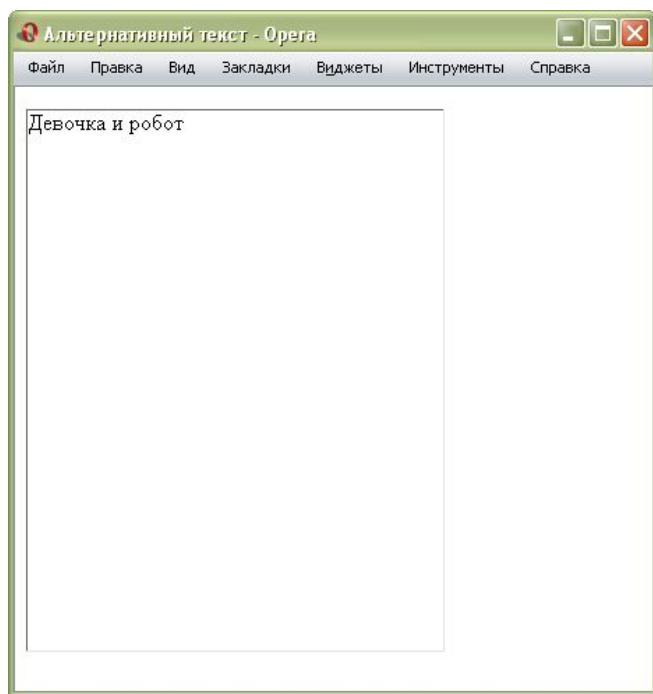 Альтернативный текст - Opera
Файл Правка Вид Закладки Виджеты Инструменты Справка
Девочка и робот